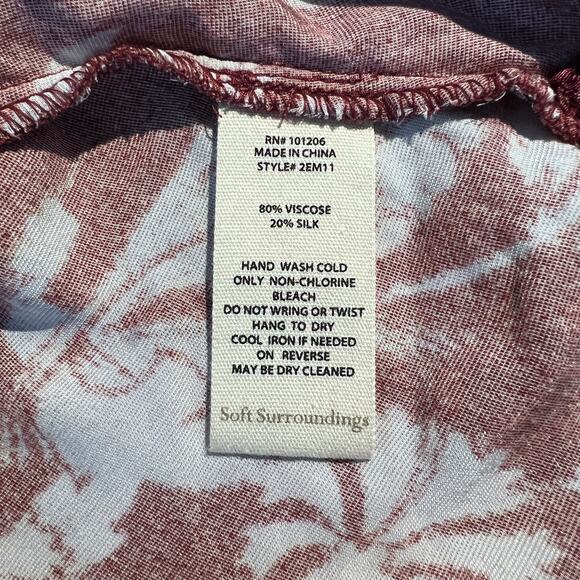 RN# 101206
MADE IN CHINA
STYLE# 2EM11
80% VISCOSE
20% SILK
HAND WASH COLD
ONLY NON-CHLORINE
BLEACH
DO NOT WRING OR TWIST
HANG TO DRY
COOL IRON IF NEEDED
ON REVERSE
MAY BE DRY CLEANED
Soft Surroundings